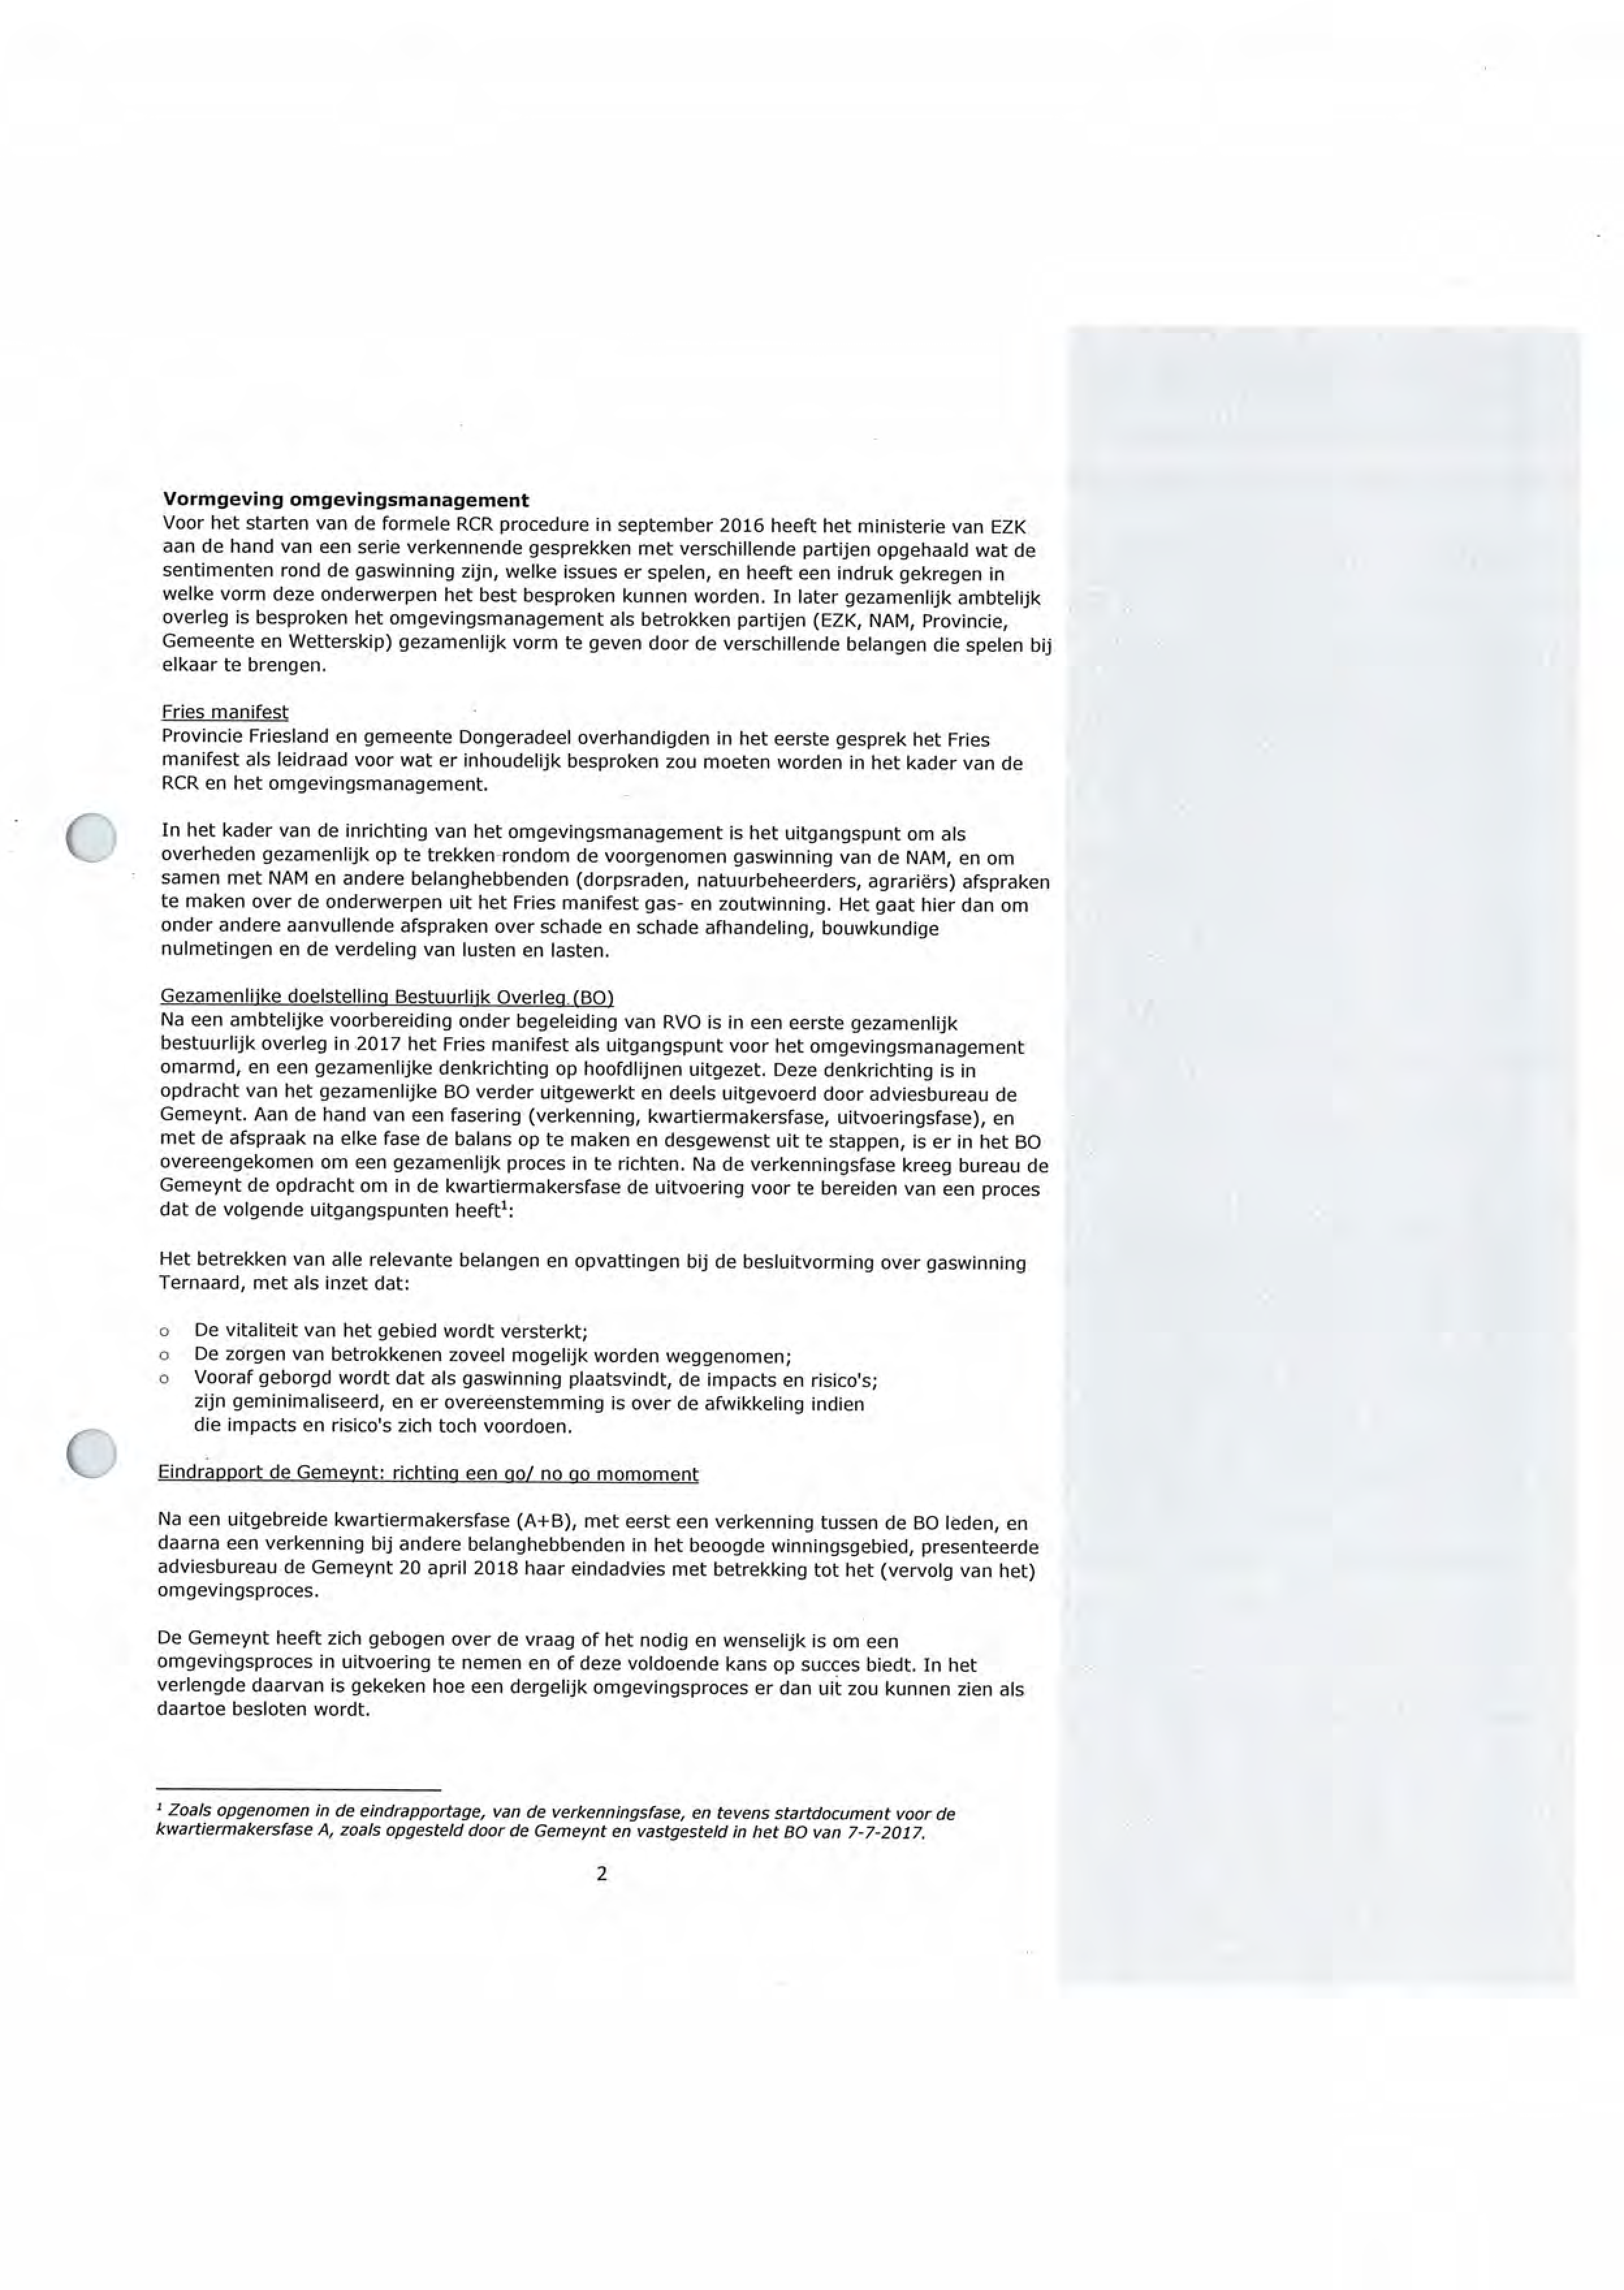 Vormgeving omgevingsmanagement
Voor het starten van de formele RCR procedure in september 2016 heeft het ministerie van EZK
aan de hand van een serie verkennende gesprekken met verschillende partijen opgehaald wat de
sentimenten rond de gaswinning zijn, welke issues er spelen, en heeft een indruk gekregen in
welke vorm deze onderwerpen het best besproken kunnen worden. In later gezamenlijk ambtelijk
overleg is besproken het omgevingsmanagement als betrokken partijen (EZK, NAM, Provincie,
Gemeente en Wetterskip) gezamenlijk vorm te geven door de verschillende belangen die spelen bij
elkaar te brengen.
Fries manifest
Provincie Friesland en gemeente Dongeradeel overhandigden in het eerste gesprek het Fries
manifest als leidraad voor wat er inhoudelijk besproken zou moeten worden in het kader van de
RCR en het omgevingsmanagement.
In het kader van de inrichting van het omgevingsmanagement is het uitgangspunt om als
overheden gezamenlijk op te trekken rondom de voorgenomen gaswinning van de NAM, en om
samen met NAM en andere belanghebbenden (dorpsraden, natuurbeheerders, agrariërs) afspraken
te maken over de onderwerpen uit het Fries manifest gas- en zoutwinning. Het gaat hier dan om
onder andere aanvullende afspraken over schade en schade afhandeling, bouwkundige
nulmetingen en de verdeling van lusten en lasten.
Gezamenlijke doelstelling Bestuurlijk Overleg (BO)
Na een ambtelijke voorbereiding onder begeleiding van RVO is in een eerste gezamenlijk
bestuurlijk overleg in 2017 het Fries manifest als uitgangspunt voor het omgevingsmanagement
omarmd, en een gezamenlijke denkrichting op hoofdlijnen uitgezet. Deze denkrichting is in
opdracht van het gezamenlijke BO verder uitgewerkt en deels uitgevoerd door adviesbureau de
Gemeynt. Aan de hand van een fasering (verkenning, kwartiermakersfase, uitvoeringsfase), en
met de afspraak na elke fase de balans op te maken en desgewenst uit te stappen, is er in het BO
overeengekomen om een gezamenlijk proces in te richten. Na de verkenningsfase kreeg bureau de
Gemeynt de opdracht om in de kwartiermakersfase de uitvoering voor te bereiden van een proces
dat de volgende uitgangspunten heeft¹:
Het betrekken van alle relevante belangen en opvattingen bij de besluitvorming over gaswinning
Ternaard, met als inzet dat:
o De vitaliteit van het gebied wordt versterkt;
o De zorgen van betrokkenen zoveel mogelijk worden weggenomen;
o Vooraf geborgd wordt dat als gaswinning plaatsvindt, de impacts en risico's;
zijn geminimaliseerd, en er overeenstemming is over de afwikkeling indien
die impacts en risico's zich toch voordoen.
Eindrapport de Gemeynt: richting een go/ no go momoment
Na een uitgebreide kwartiermakersfase (A+B), met eerst een verkenning tussen de BO leden, en
daarna een verkenning bij andere belanghebbenden in het beoogde winningsgebied, presenteerde
adviesbureau de Gemeynt 20 april 2018 haar eindadvies met betrekking tot het (vervolg van het)
omgevingsproces.
De Gemeynt heeft zich gebogen over de vraag of het nodig en wenselijk is om een
omgevingsproces in uitvoering te nemen en of deze voldoende kans op succes biedt. In het
verlengde daarvan is gekeken hoe een dergelijk omgevingsproces er dan uit zou kunnen zien als
daartoe besloten wordt.
¹ Zoals opgenomen in de eindrapportage, van de verkenningsfase, en tevens startdocument voor de
kwartiermakersfase A, zoals opgesteld door de Gemeynt en vastgesteld in het BO van 7-7-2017.
2